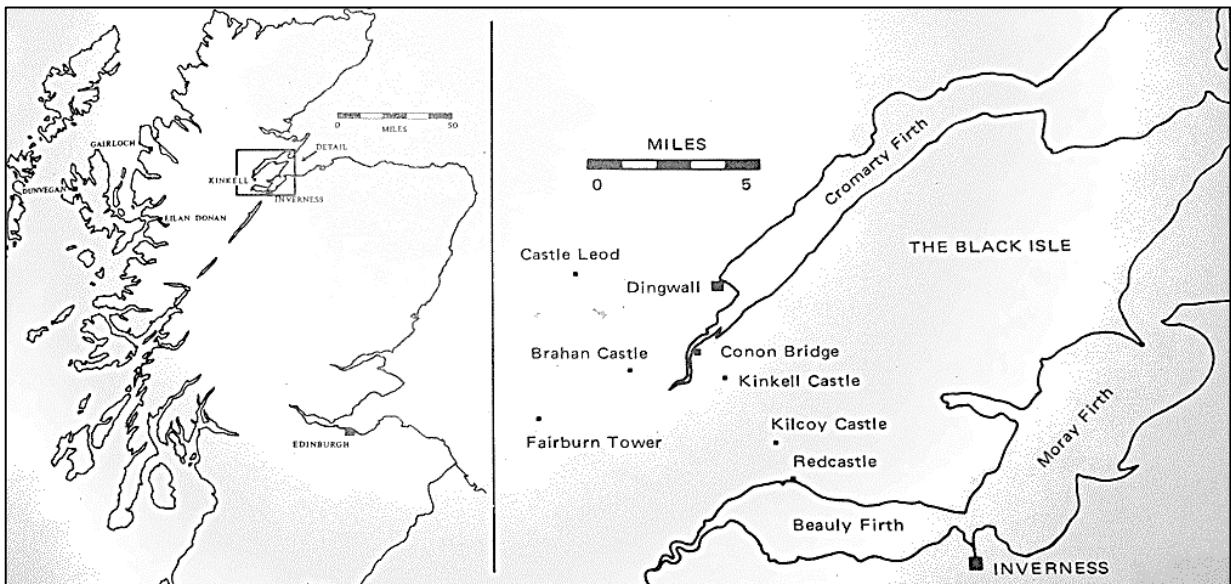 0 50
MILES
GAIRLOCH
DETAIL
KINKELL
DUNVEGAN
INVERNESS
EILAN DONAN
EDINBURGH
MILES
0 5
Cromarty Firth
THE BLACK ISLE
Castle Leod
Dingwall
Brahan Castle
Conon Bridge
Kinkell Castle
Fairburn Tower
Kilcoy Castle
Redcastle
Moray Firth
Beauly Firth
INVERNESS